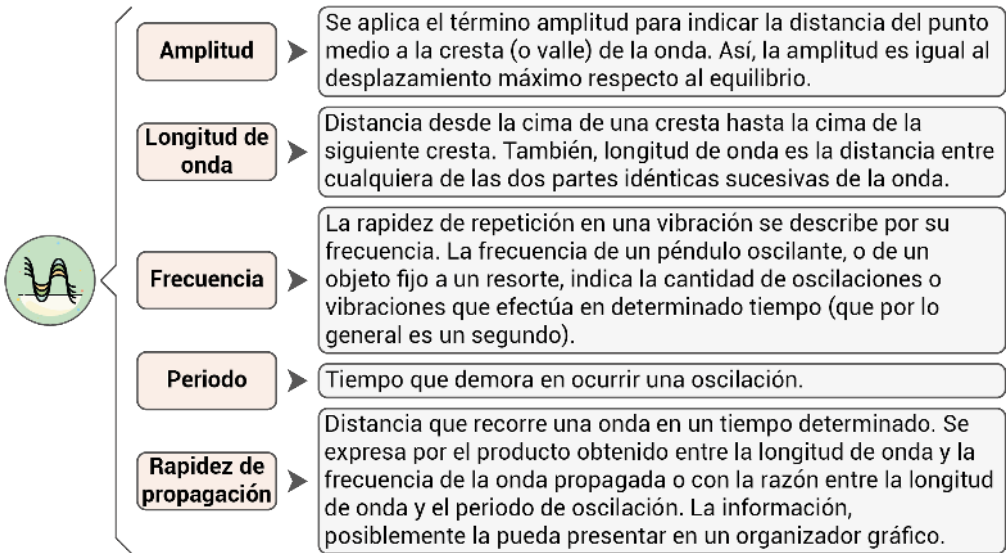 Amplitud
Se aplica el término amplitud para indicar la distancia del punto
medio a la cresta (o valle) de la onda. Así, la amplitud es igual al
desplazamiento máximo respecto al equilibrio.
Longitud de
onda
Distancia desde la cima de una cresta hasta la cima de la
siguiente cresta. También, longitud de onda es la distancia entre
cualquiera de las dos partes idénticas sucesivas de la onda.
Frecuencia
La rapidez de repetición en una vibración se describe por su
frecuencia. La frecuencia de un péndulo oscilante, o de un
objeto fijo a un resorte, indica la cantidad de oscilaciones o
vibraciones que efectúa en determinado tiempo (que por lo
general es un segundo).
Periodo
Tiempo que demora en ocurrir una oscilación.
Rapidez de
propagación
Distancia que recorre una onda en un tiempo determinado. Se
expresa por el producto obtenido entre la longitud de onda y la
frecuencia de la onda propagada o con la razón entre la longitud
de onda y el periodo de oscilación. La información,
posiblemente la pueda presentar en un organizador gráfico.